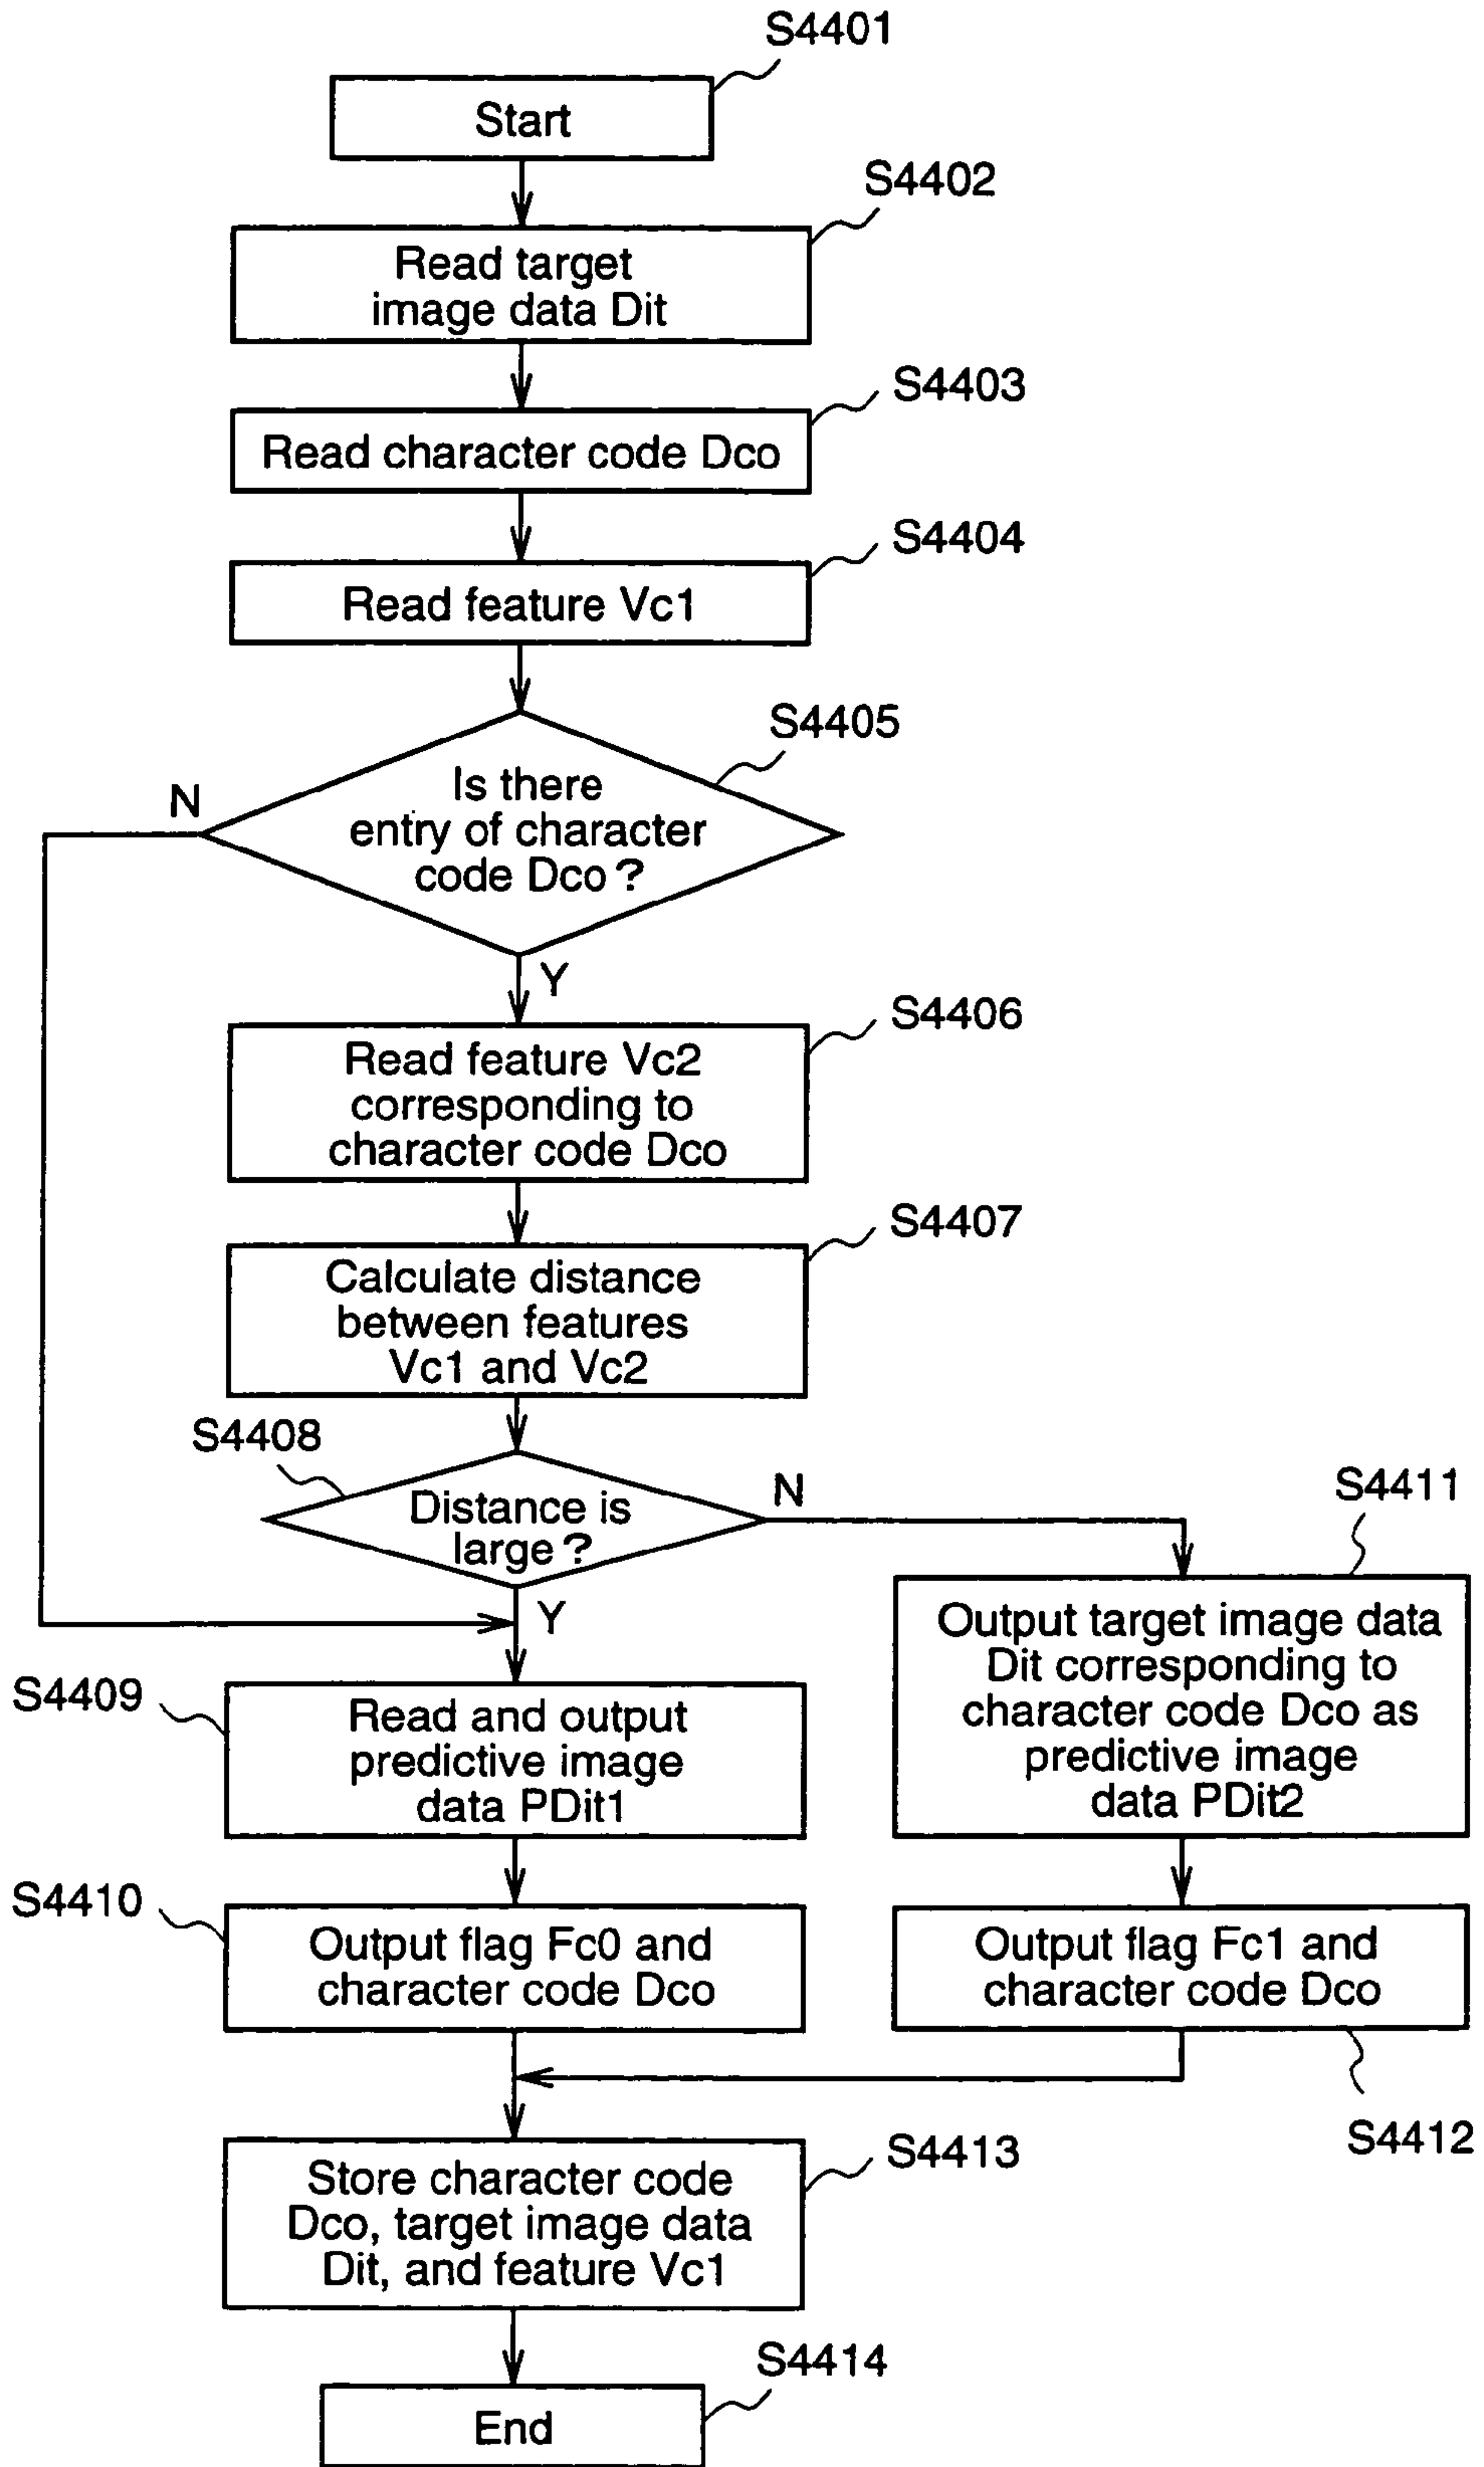 S4401
Start
S4402
Read target
image data Dit
S4403
Read character code Dco
S4404
Read feature Vc1
S4405
Is there
entry of character
code Dco?
N
Y
S4406
Read feature Vc2
corresponding to
character code Dco
S4407
Calculate distance
between features
Vc1 and Vc2
S4408
Distance is
large?
N
Y
S4411
Output target image data
Dit corresponding to
character code Dco as
predictive image
data PDit2
S4409
Read and output
predictive image
data PDit1
S4410
Output flag Fc0 and
character code Dco
Output flag Fc1 and
character code Dco
S4412
S4413
Store character code
Dco, target image data
Dit, and feature Vc1
S4414
End